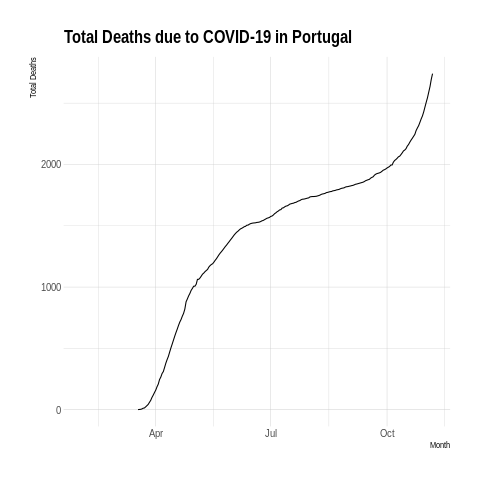 Total Deaths due to COVID-19 in Portugal
Total Deaths
2000
1000
0
Apr
Jul
Oct
Month